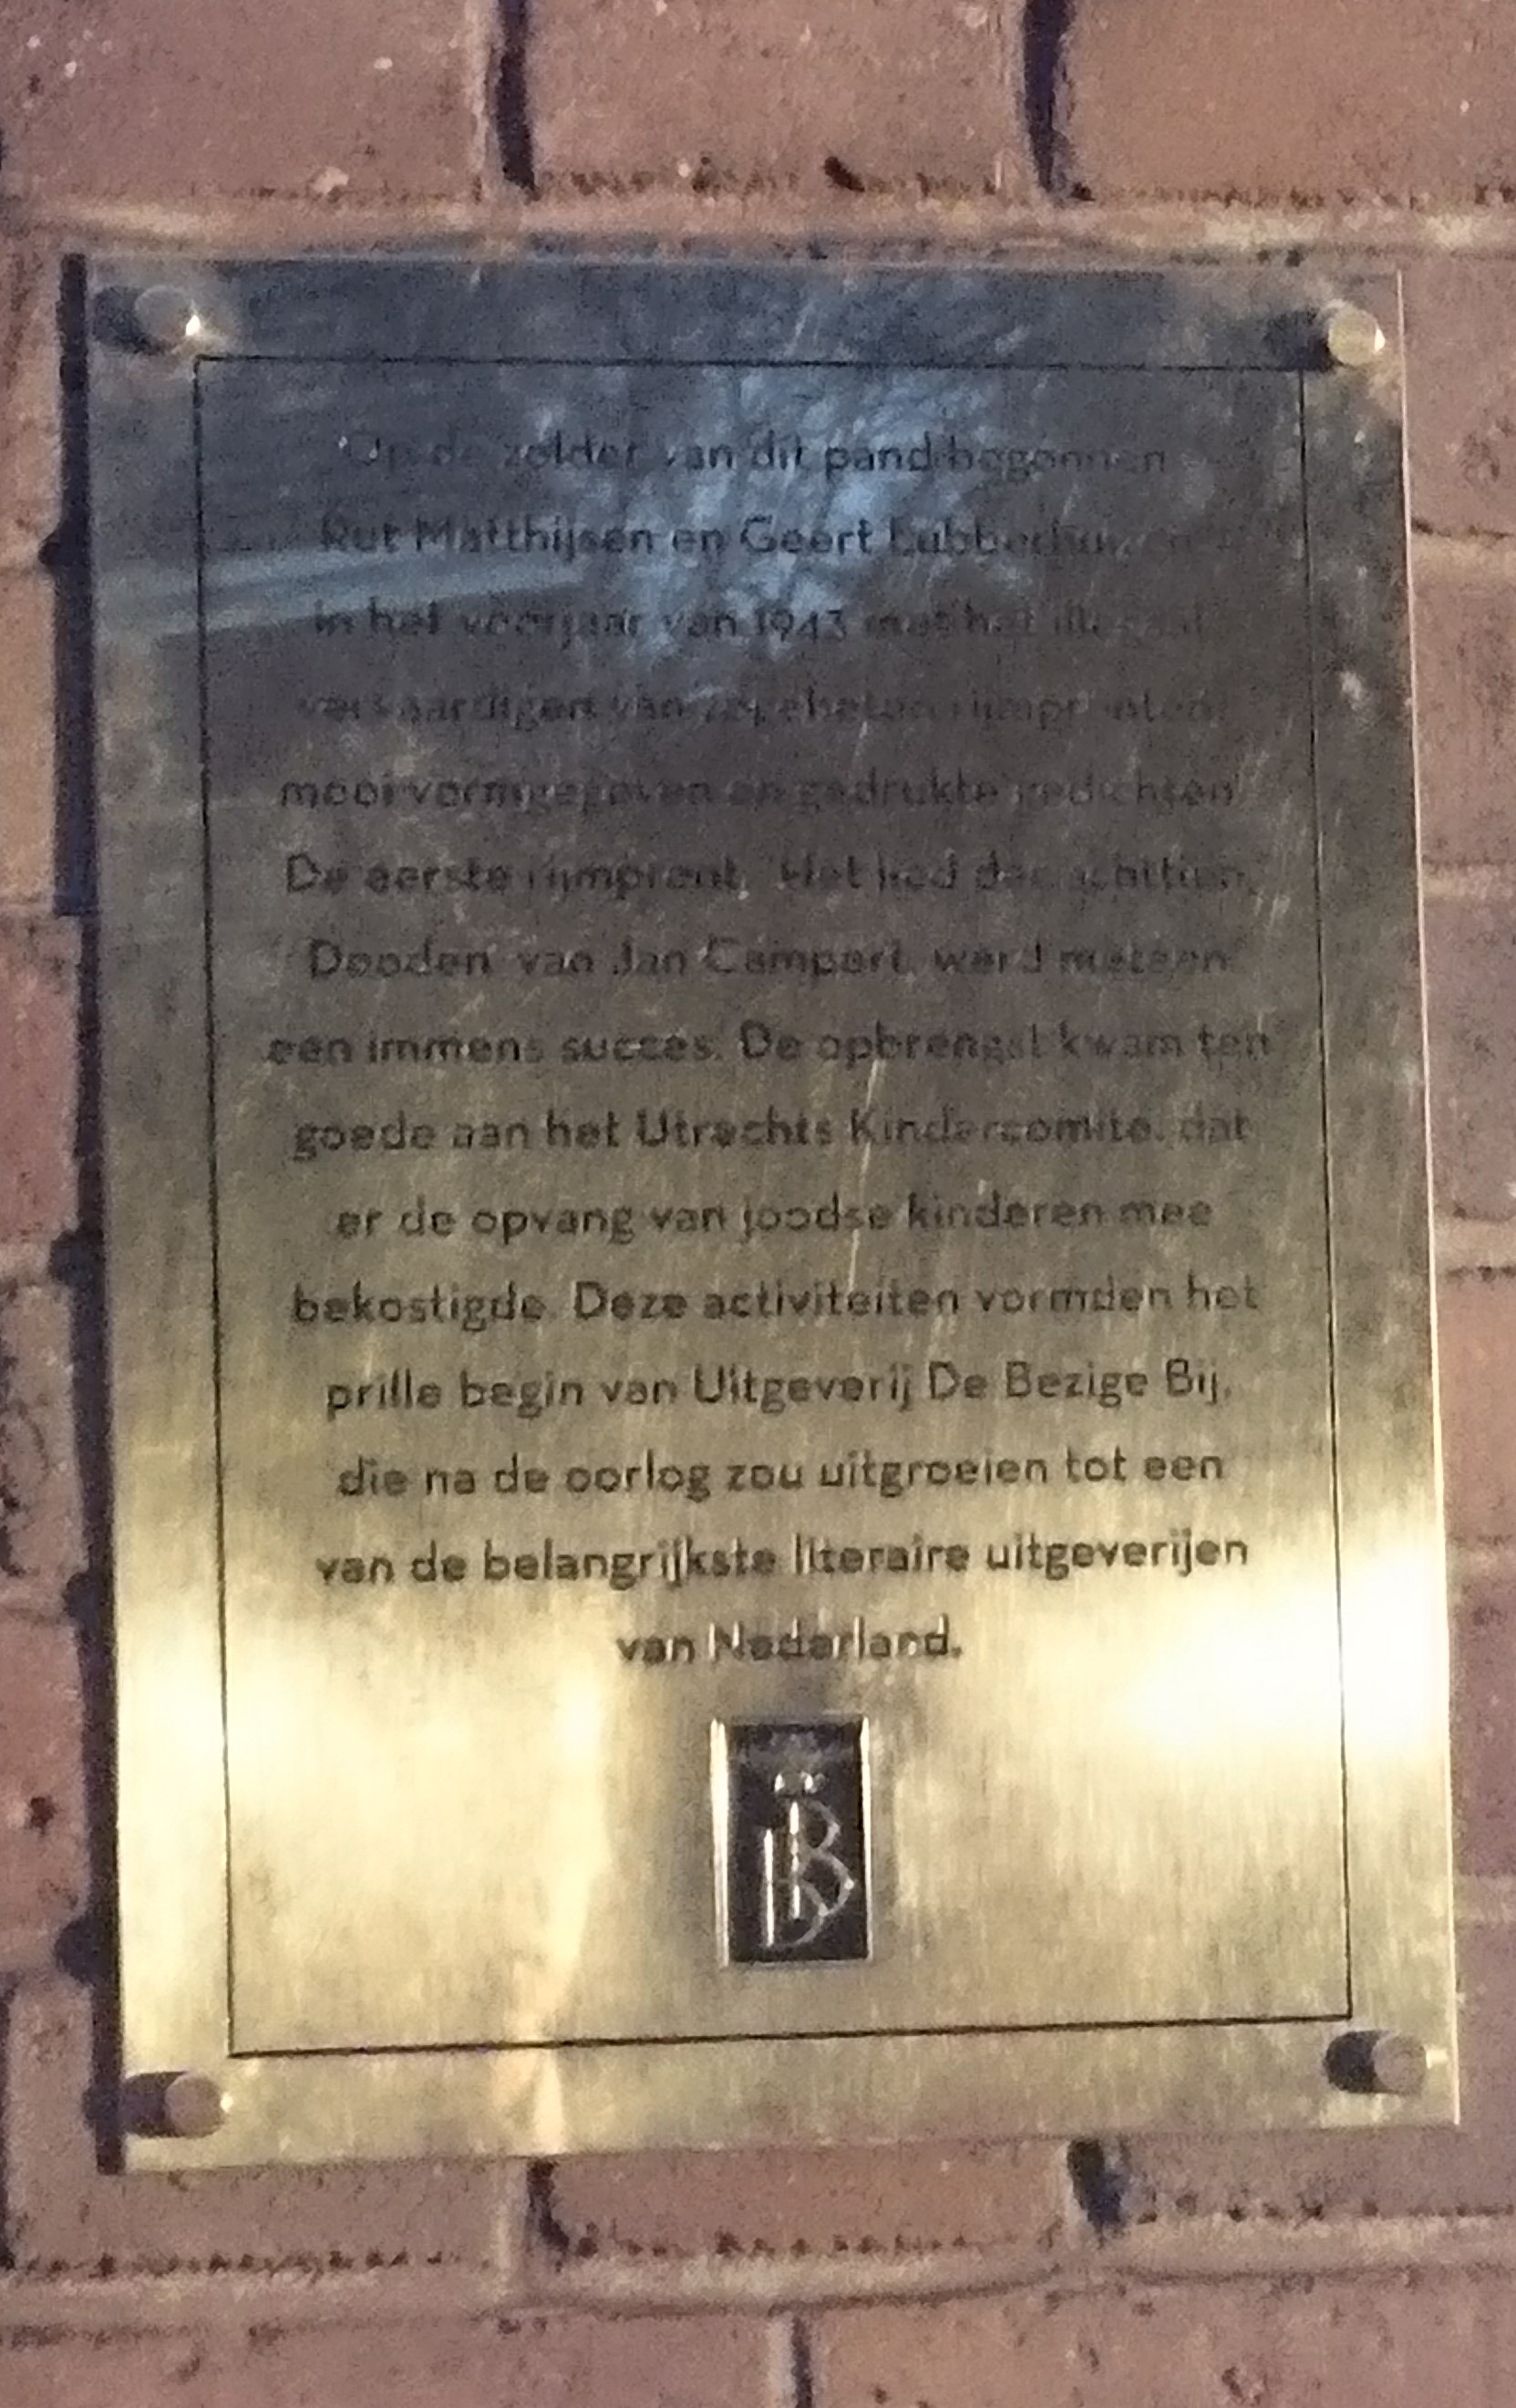 Op de zolder van dit pand begonnen
Rut Matthijsen en Geert Lubberhuizen
in het voorjaar van 1943 met het illegaal
vervaardigen van zogeheten rijmprenten:
mooi vormgegeven en gedrukte gedichten.
De eerste rijmprent, 'Het lied der achttien
Dooden' van Jan Campert, werd meteen
een immens succes. De opbrengst kwam ten
goede aan het Utrechts Kindercomité, dat
er de opvang van joodse kinderen mee
bekostigde. Deze activiteiten vormden het
prille begin van Uitgeverij De Bezige Bij,
die na de oorlog zou uitgroeien tot een
van de belangrijkste literaire uitgeverijen
van Nederland.